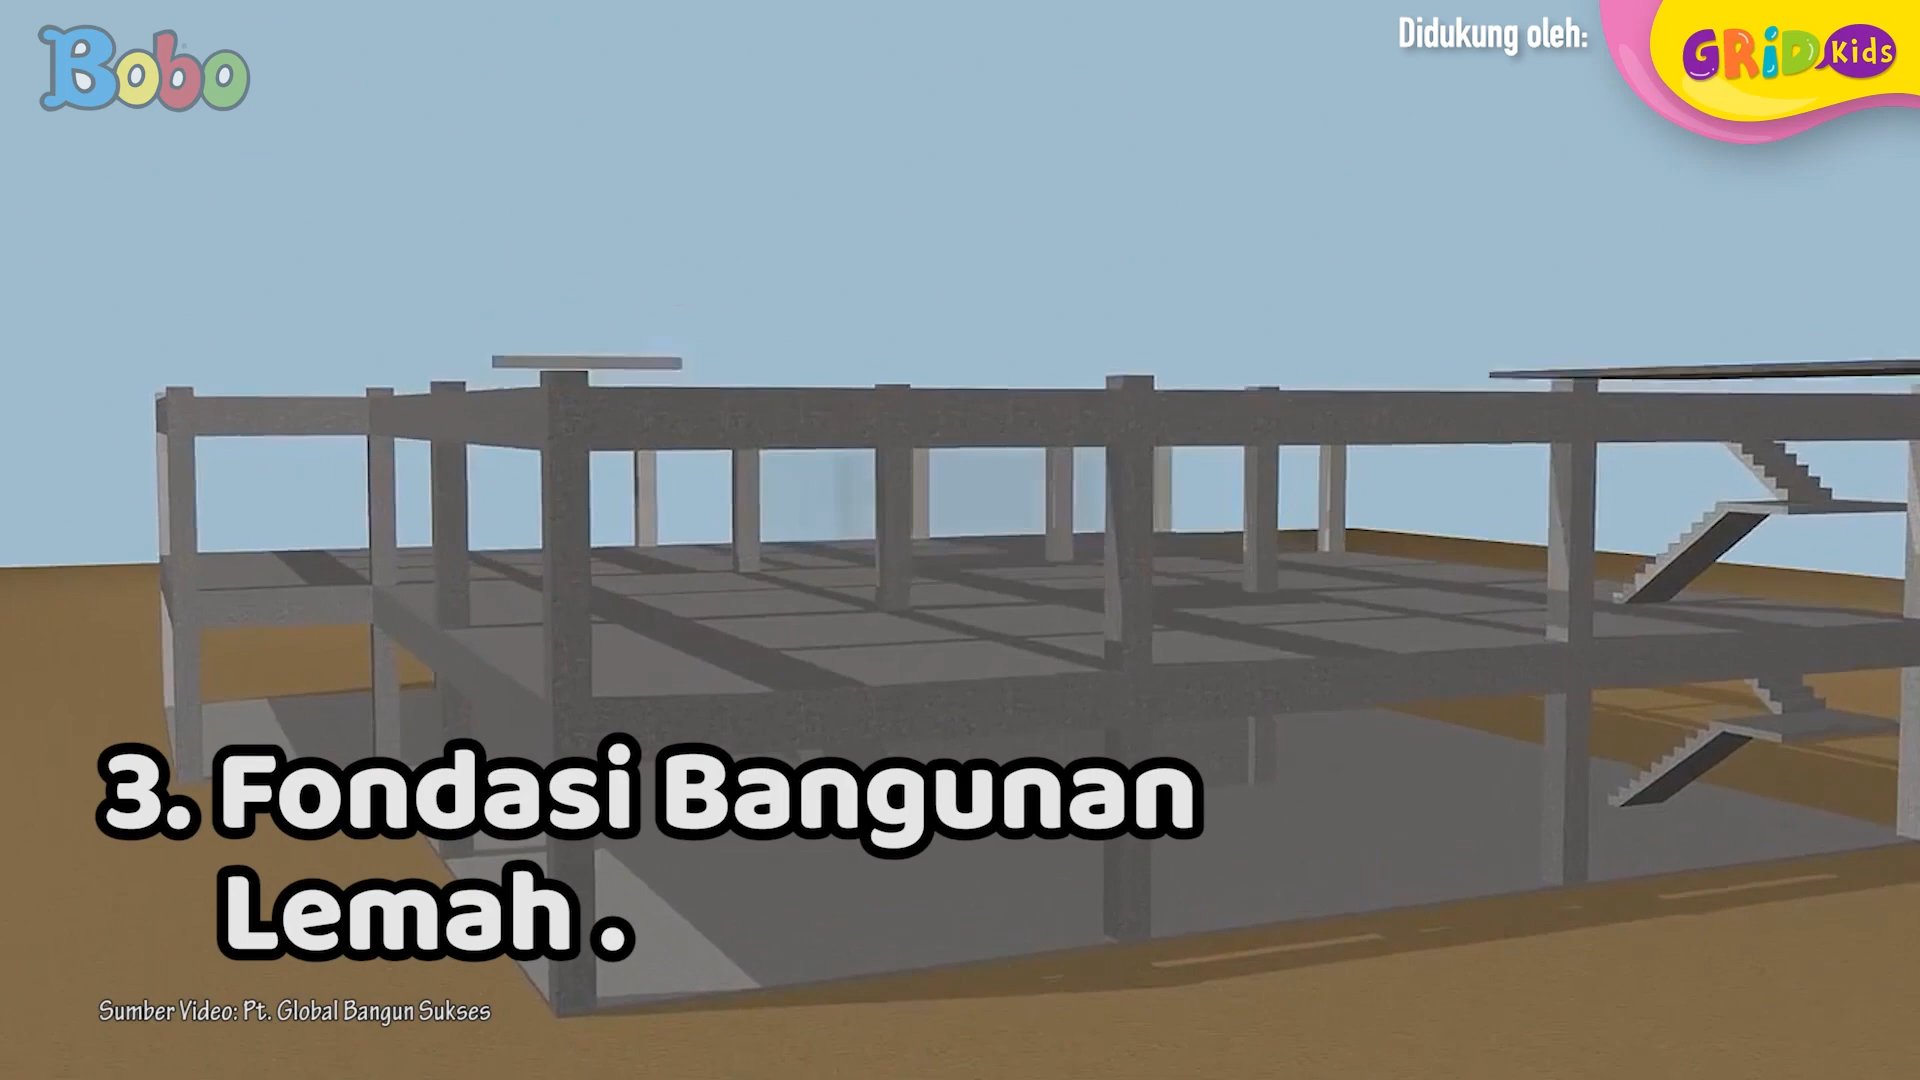 Bobo
Didukung oleh:
GRiD Kids
3. Fondasi Bangunan
Lemah .
Sumber Video: Pt. Global Bangun Sukses